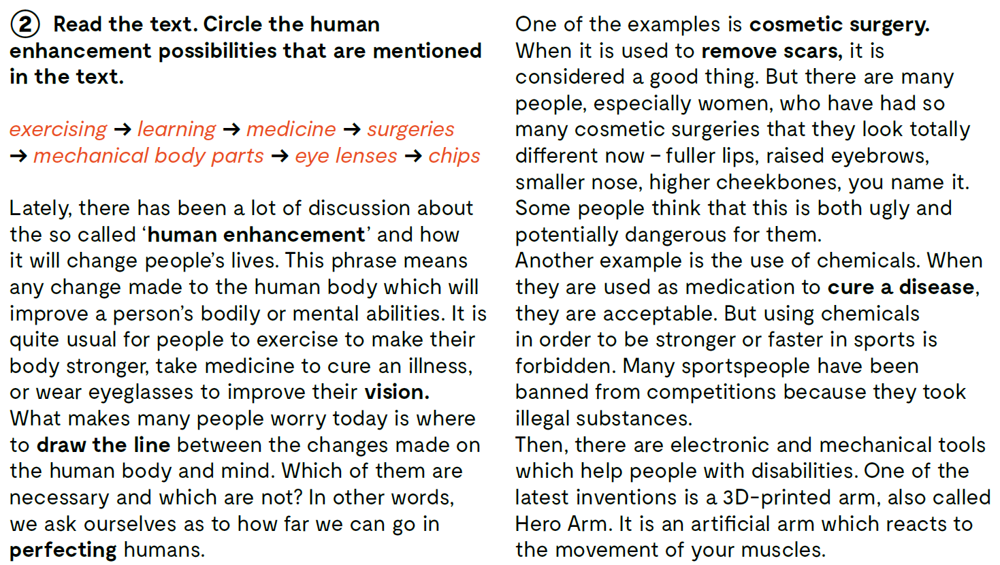 ② Read the text. Circle the human
enhancement possibilities that are mentioned
in the text.
exercising → learning → medicine → surgeries
→ mechanical body parts → eye lenses → chips
Lately, there has been a lot of discussion about
the so called ‘human enhancement’ and how
it will change people’s lives. This phrase means
any change made to the human body which will
improve a person’s bodily or mental abilities. It is
quite usual for people to exercise to make their
body stronger, take medicine to cure an illness,
or wear eyeglasses to improve their vision.
What makes many people worry today is where
to draw the line between the changes made on
the human body and mind. Which of them are
necessary and which are not? In other words,
we ask ourselves as to how far we can go in
perfecting humans.
One of the examples is cosmetic surgery.
When it is used to remove scars, it is
considered a good thing. But there are many
people, especially women, who have had so
many cosmetic surgeries that they look totally
different now – fuller lips, raised eyebrows,
smaller nose, higher cheekbones, you name it.
Some people think that this is both ugly and
potentially dangerous for them.
Another example is the use of chemicals. When
they are used as medication to cure a disease,
they are acceptable. But using chemicals
in order to be stronger or faster in sports is
forbidden. Many sportspeople have been
banned from competitions because they took
illegal substances.
Then, there are electronic and mechanical tools
which help people with disabilities. One of the
latest inventions is a 3D-printed arm, also called
Hero Arm. It is an artificial arm which reacts to
the movement of your muscles.